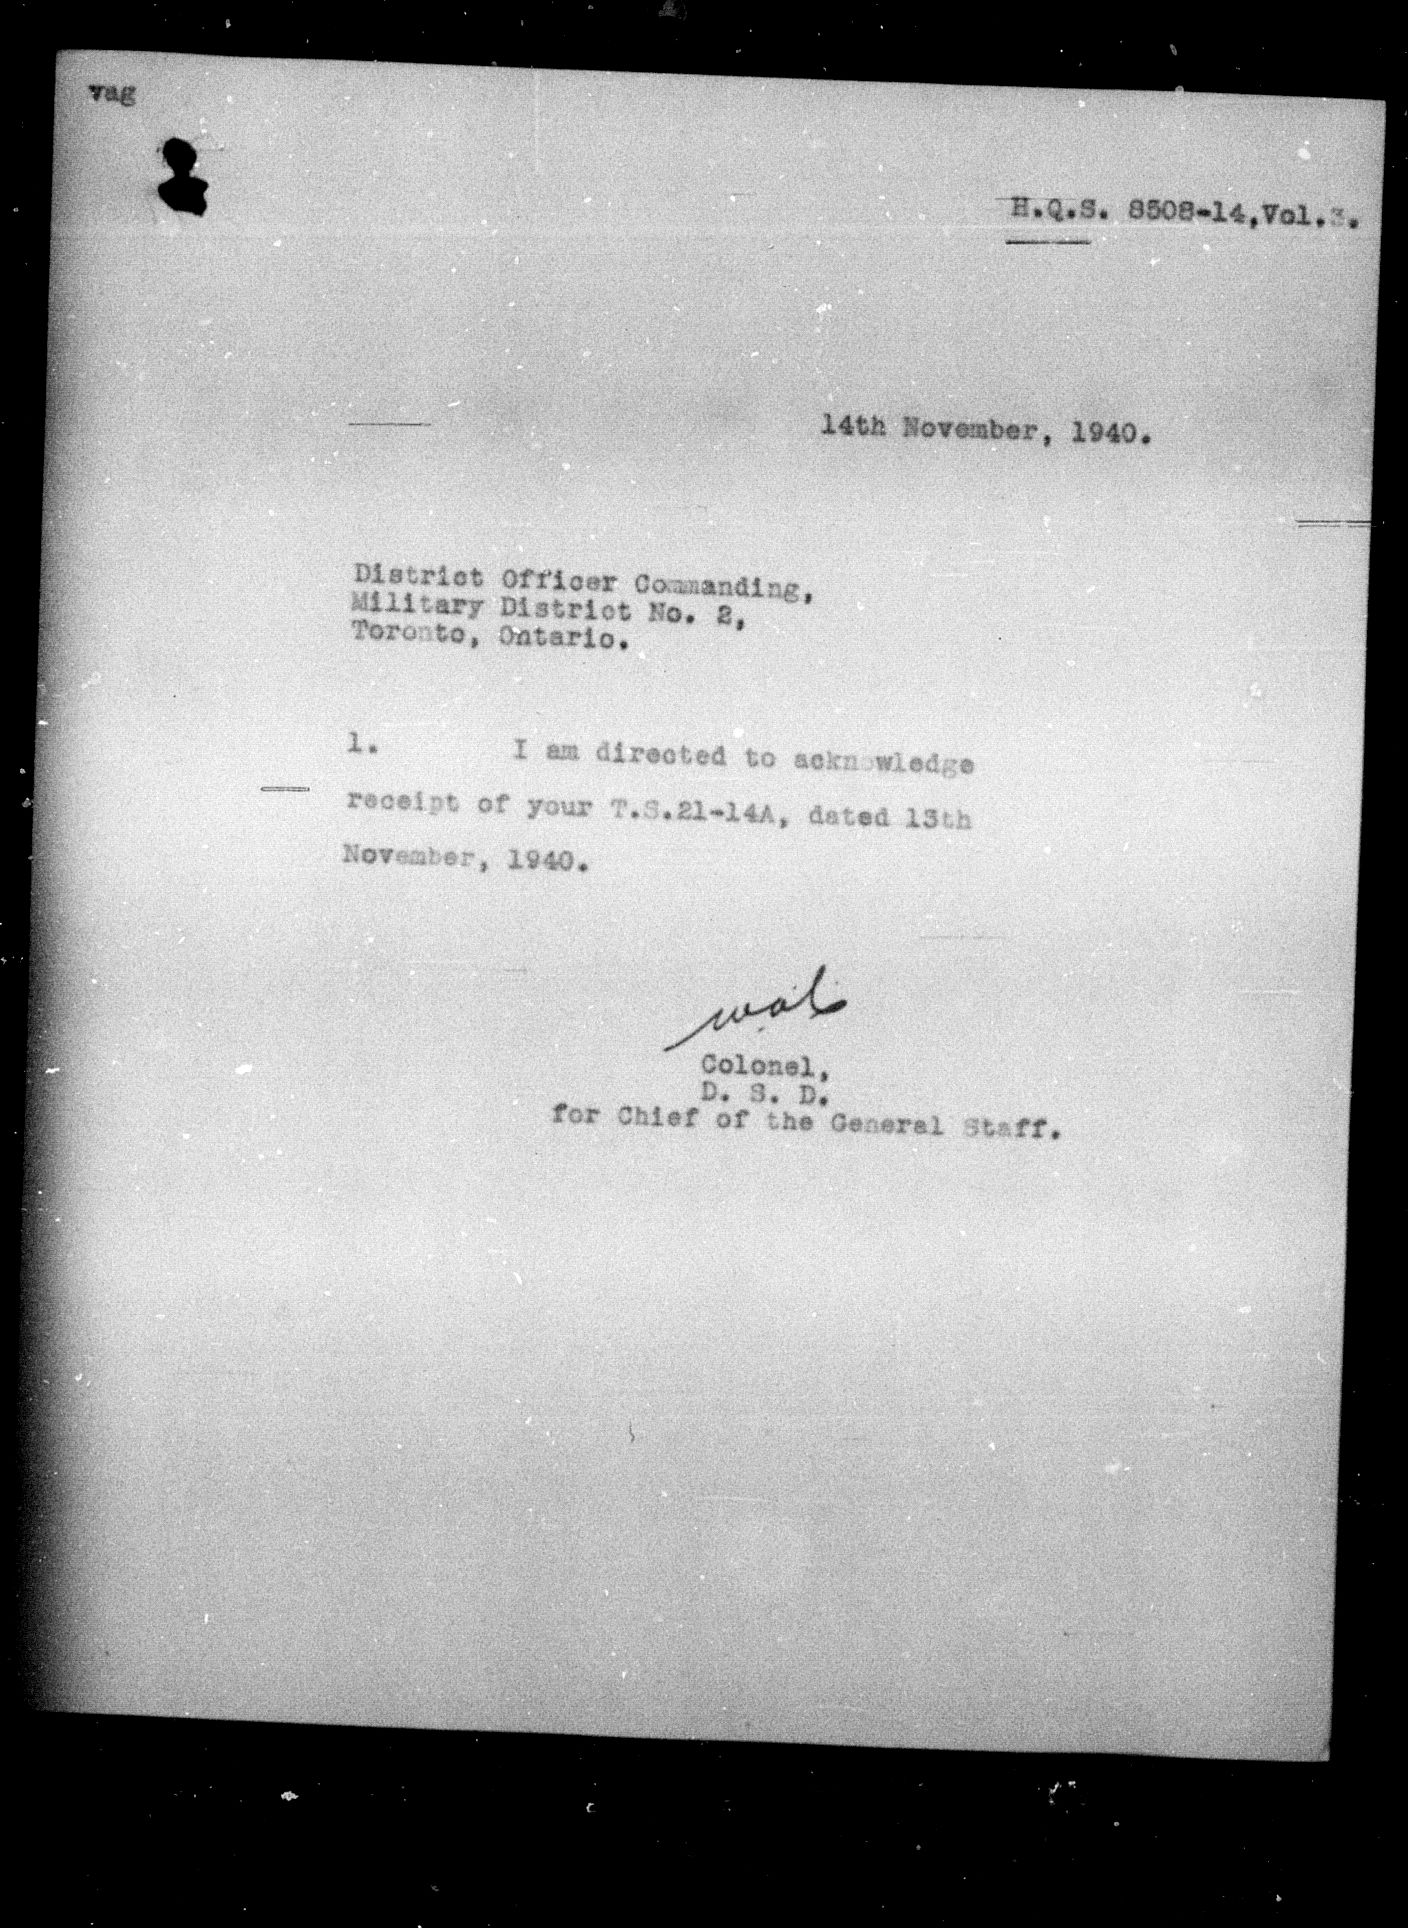 vag
H.Q.S. 8508-14,Vol.3.
14th November, 1940.
District Officer Commanding,
Military District No. 2,
Toronto, Ontario.
1. I am directed to acknowledge
receipt of your T.S.21-14A, dated 13th
November, 1940.
Colonel,
D. S. D.
for Chief of the General Staff.